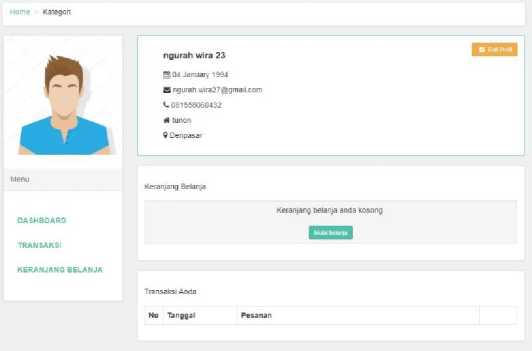 Home > Kategori
ngurah wira 23
Edit Profil
04 January 1994
ngurah.wira27@gmail.com
tunon
Denpasar
Menu
DASHBOARD
TRANSAKSI
KERANJANG BELANJA
Keranjang Belanja
Keranjang belanja anda kosong
Mulai Belanja
Transaksi Anda
No Tanggal Pesanan